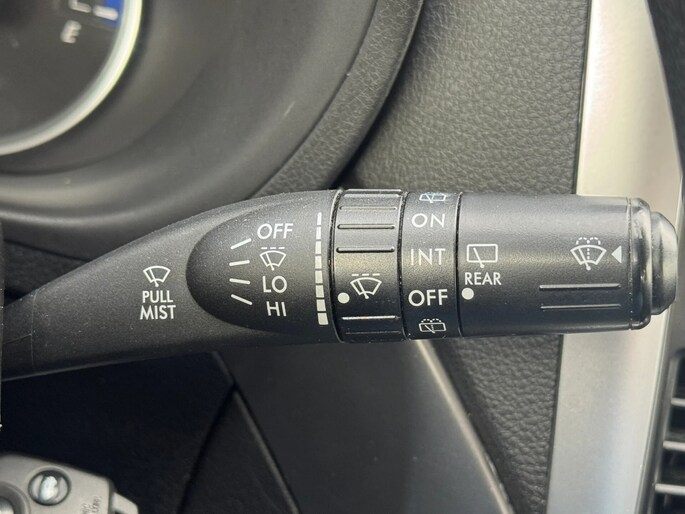 E
OFF
LO
HI
PULL
MIST
ON
INT
OFF
REAR